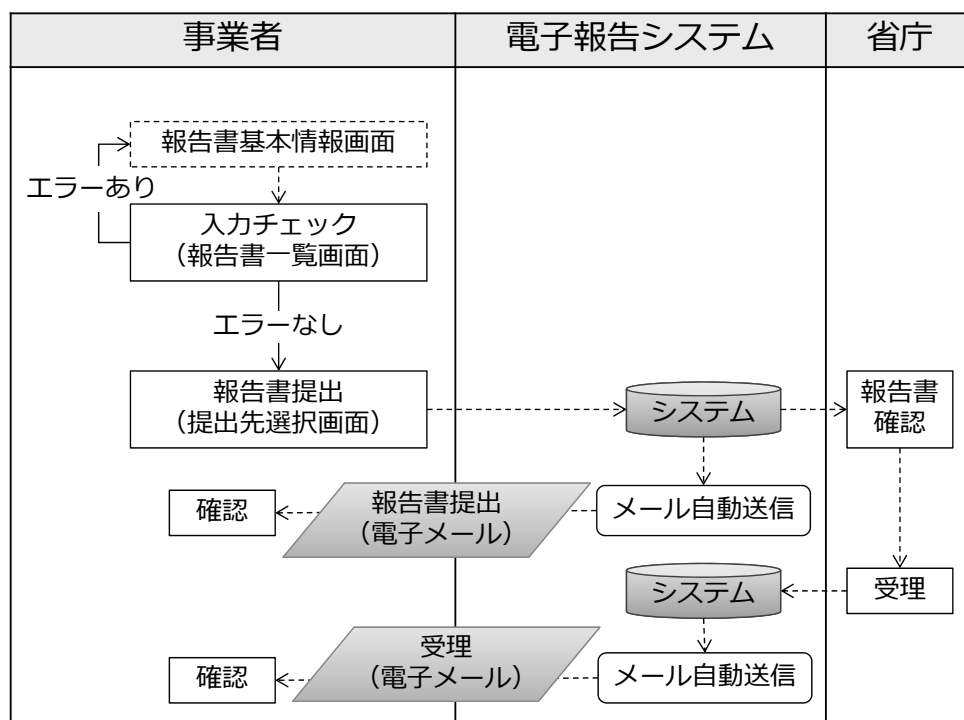 事業者
電子報告システム
省庁
報告書基本情報画面
エラーあり
入力チェック
（報告書一覧画面）
エラーなし
報告書提出
（提出先選択画面）
システム
報告書
確認
確認
報告書提出
（電子メール）
メール自動送信
システム
受理
確認
受理
（電子メール）
メール自動送信